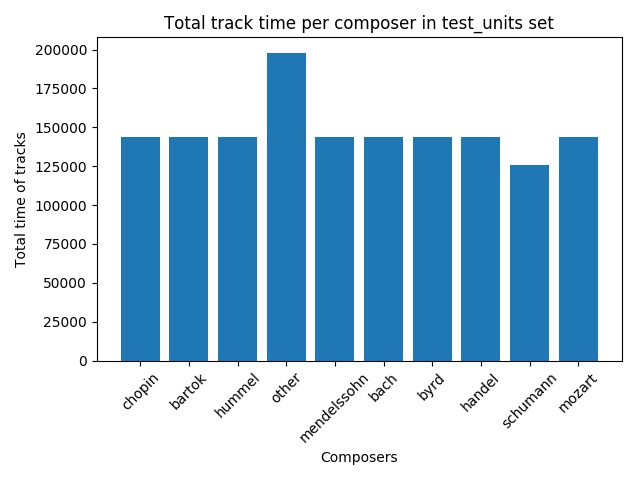 Total track time per composer in test_units set
Total time of tracks
200000
175000
150000
125000
100000
75000
50000
25000
0
chopin
bartok
hummel
other
mendelssohn
bach
byrd
handel
schumann
mozart
Composers